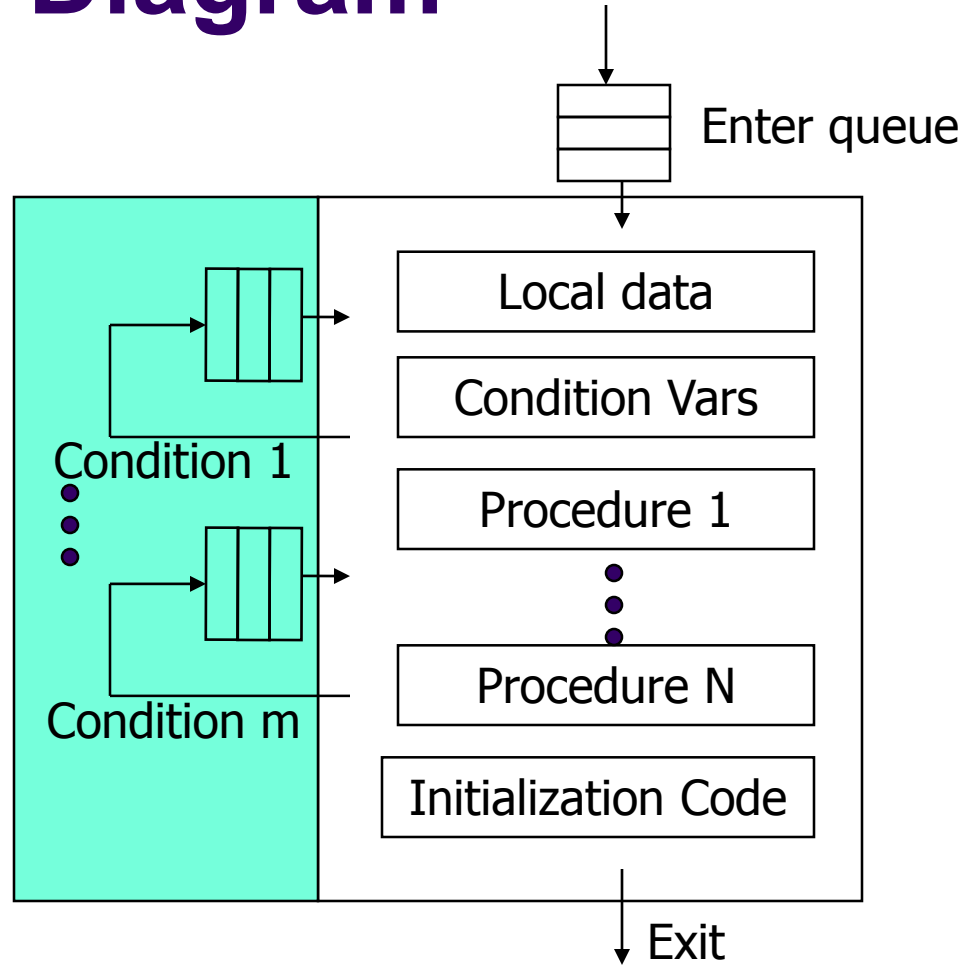 Diagram
Enter queue
Local data
Condition Vars
Condition 1
Procedure 1
Procedure N
Condition m
Initialization Code
Exit